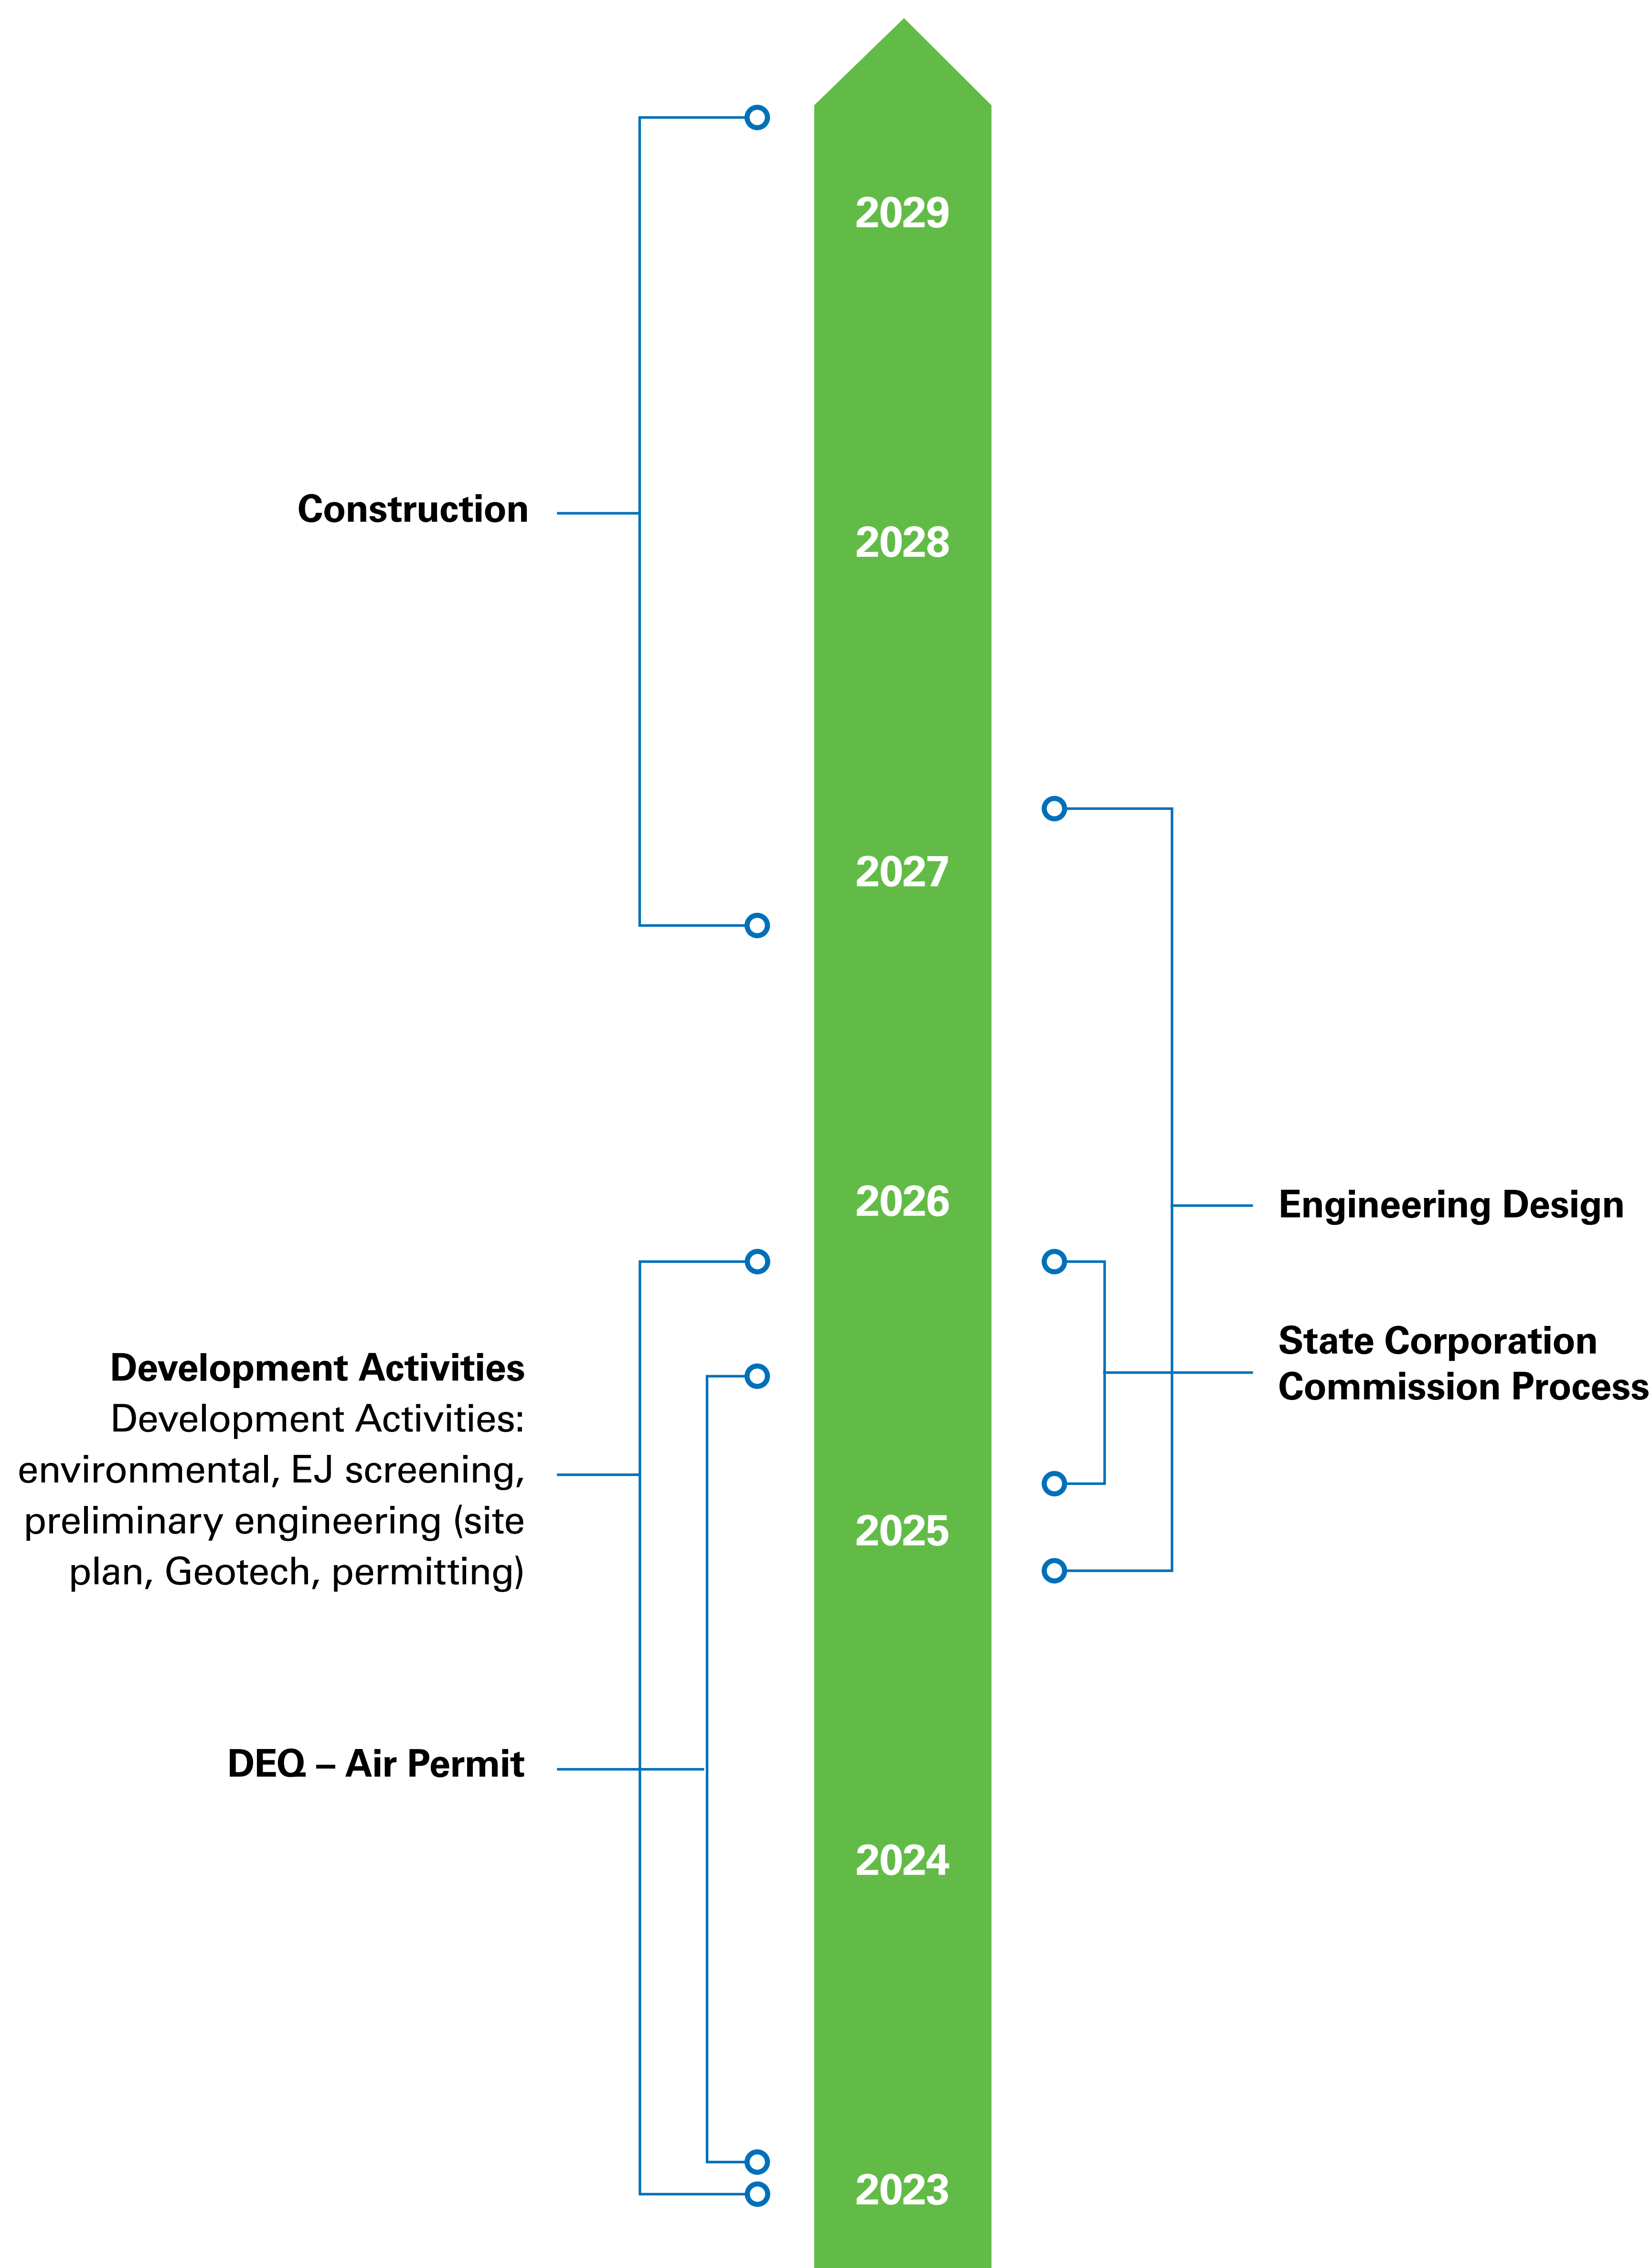 2029
Construction
2028
2027
2026
Engineering Design
State Corporation
Commission Process
Development Activities
Development Activities:
environmental, EJ screening,
preliminary engineering (site
plan, Geotech, permitting)
2025
DEQ – Air Permit
2024
2023